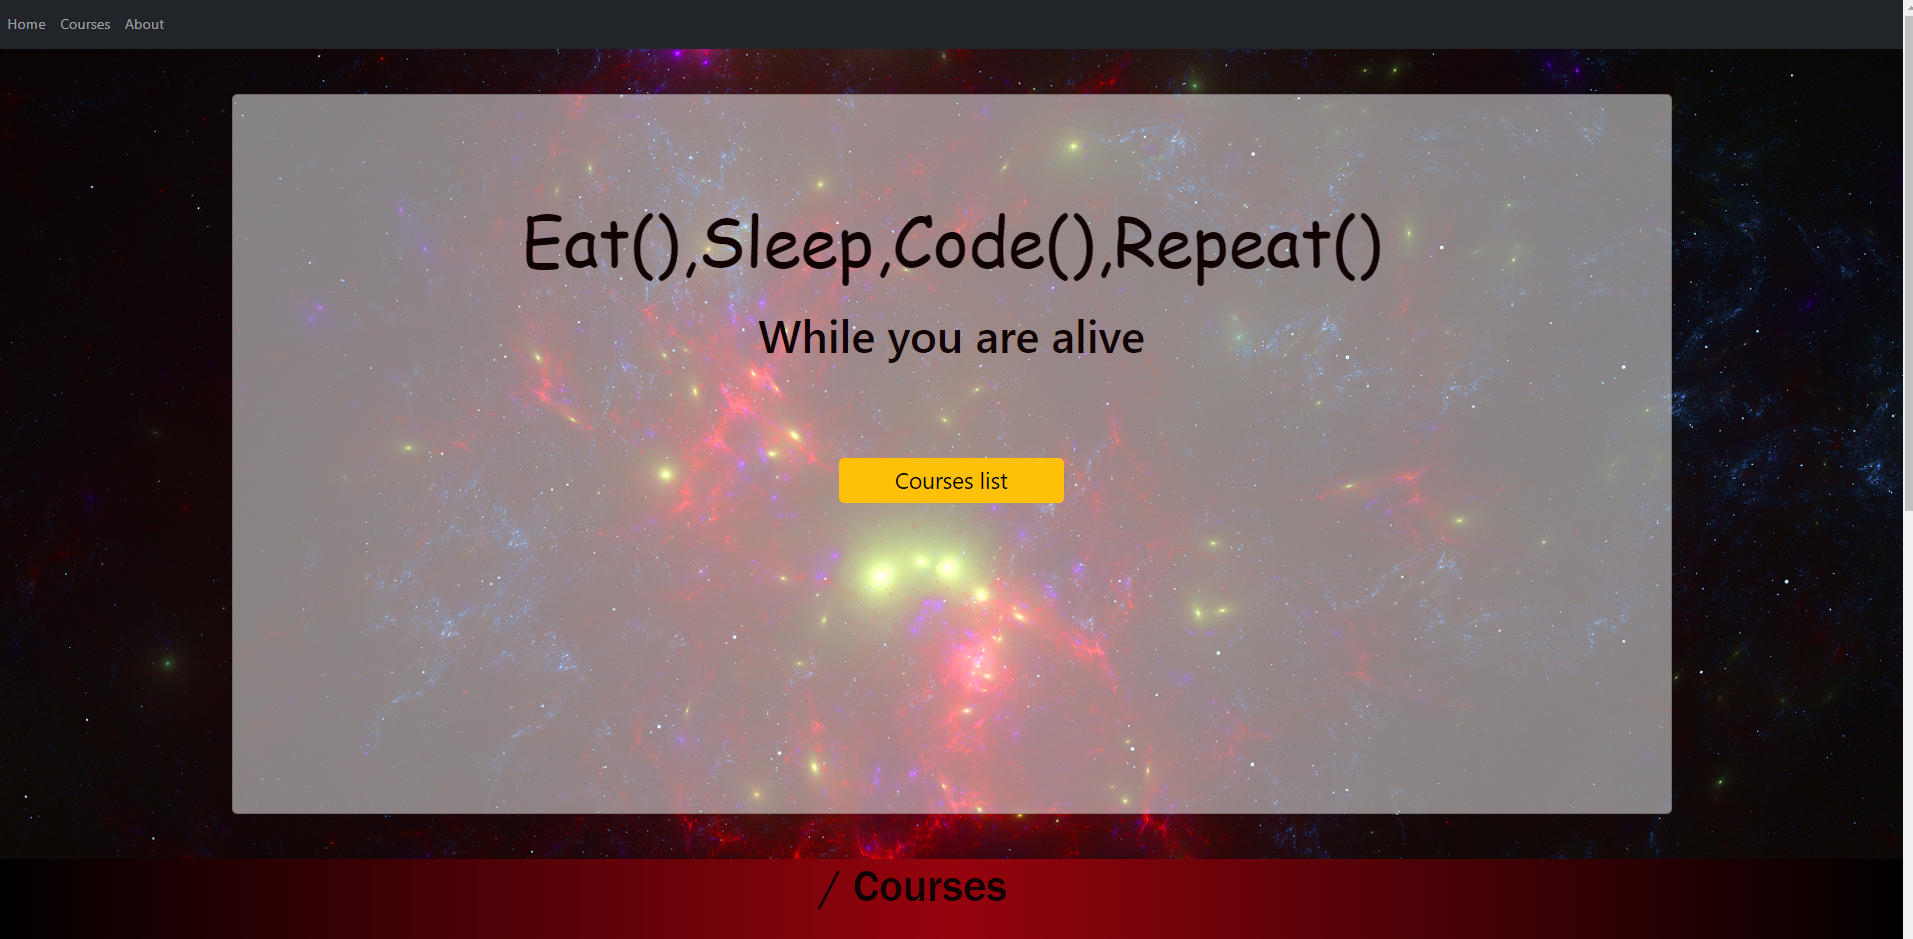 Home Courses About
Eat(),Sleep,Code(),Repeat()
While you are alive
Courses list
/ Courses